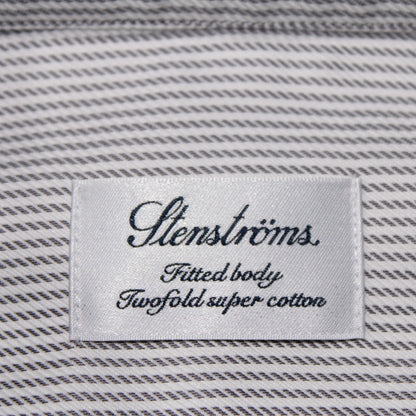 Stenströms.
Fitted body
Twofold super cotton